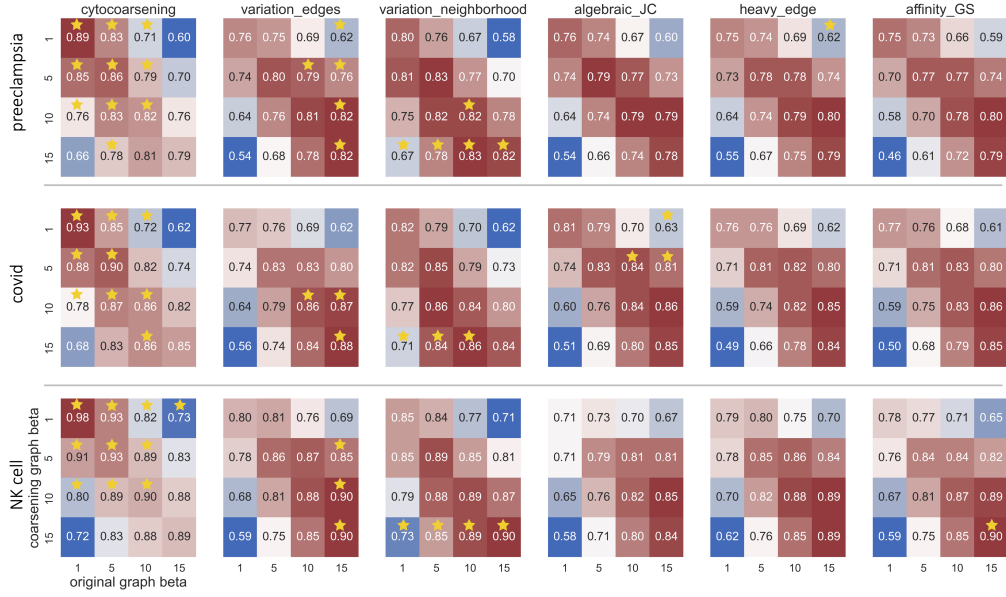 cytocoarsening variation_edges variation_neighborhood algebraic_JC heavy_edge affinity_GS
preeclampsia
1 0.89 0.83 0.71 0.60 0.76 0.75 0.69 0.62 0.80 0.76 0.67 0.58 0.76 0.74 0.67 0.60 0.75 0.74 0.69 0.62 0.75 0.73 0.66 0.59
5 0.85 0.86 0.79 0.70 0.74 0.80 0.79 0.76 0.81 0.83 0.77 0.70 0.74 0.79 0.77 0.73 0.73 0.78 0.78 0.74 0.70 0.77 0.77 0.74
10 0.76 0.83 0.82 0.76 0.64 0.76 0.81 0.82 0.75 0.82 0.82 0.78 0.64 0.74 0.79 0.79 0.64 0.74 0.79 0.80 0.58 0.70 0.78 0.80
15 0.66 0.78 0.81 0.79 0.54 0.68 0.78 0.82 0.67 0.78 0.83 0.82 0.54 0.66 0.74 0.78 0.55 0.67 0.75 0.79 0.46 0.61 0.72 0.79
covid
1 0.93 0.85 0.72 0.62 0.77 0.76 0.69 0.62 0.82 0.79 0.70 0.62 0.81 0.79 0.70 0.63 0.76 0.76 0.69 0.62 0.77 0.76 0.68 0.61
5 0.88 0.90 0.82 0.74 0.74 0.83 0.83 0.80 0.82 0.85 0.79 0.73 0.74 0.83 0.84 0.81 0.71 0.81 0.82 0.80 0.71 0.81 0.83 0.80
10 0.78 0.87 0.86 0.82 0.64 0.79 0.86 0.87 0.77 0.86 0.84 0.80 0.60 0.76 0.84 0.86 0.59 0.74 0.82 0.85 0.59 0.75 0.83 0.86
15 0.68 0.83 0.86 0.85 0.56 0.74 0.84 0.88 0.71 0.84 0.86 0.84 0.51 0.69 0.80 0.85 0.49 0.66 0.78 0.84 0.50 0.68 0.79 0.85
NK cell
coarsening graph beta
1 0.98 0.93 0.82 0.73 0.80 0.81 0.76 0.69 0.85 0.84 0.77 0.71 0.71 0.73 0.70 0.67 0.79 0.80 0.75 0.70 0.78 0.77 0.71 0.65
5 0.91 0.93 0.89 0.83 0.78 0.86 0.87 0.85 0.85 0.89 0.85 0.81 0.71 0.79 0.81 0.81 0.78 0.85 0.86 0.84 0.76 0.84 0.84 0.82
10 0.80 0.89 0.90 0.88 0.68 0.81 0.88 0.90 0.79 0.88 0.89 0.87 0.65 0.76 0.82 0.85 0.70 0.82 0.88 0.89 0.67 0.81 0.87 0.89
15 0.72 0.83 0.88 0.89 0.59 0.75 0.85 0.90 0.73 0.85 0.89 0.90 0.58 0.71 0.80 0.84 0.62 0.76 0.85 0.89 0.59 0.75 0.84 0.90
1 5 10 15 1 5 10 15 1 5 10 15 1 5 10 15 1 5 10 15 1 5 10 15
original graph beta